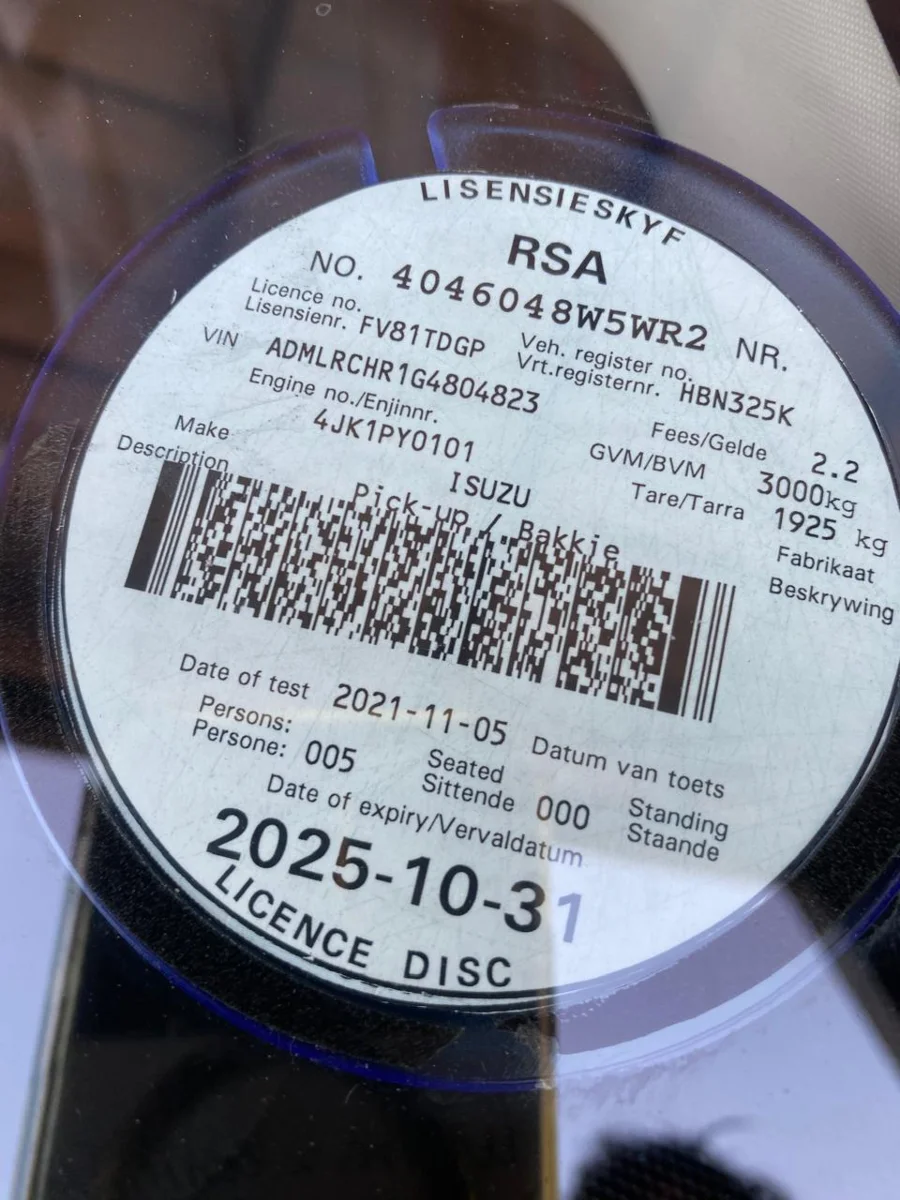 LISENSIESKYF
RSA
NO. 4046048W5WR2 NR.
Licence no. Veh. register no.
Lisensienr. FV81TDGP Vrt.registernr. HBN325K
VIN ADMLRCHR1G4804823 Fees/Gelde 2.2
Engine no./Enjinnr. GVM/BVM 3000kg
4JK1PY0101 Tare/Tarra 1925 kg
Make ISUZU Fabrikaat
Description Pick-up / Bakkie Beskrywing
Date of test 2021-11-05 Datum van toets
Persons: Seated Standing
Persone: 005 Sittende 000 Staande
Date of expiry/Vervaldatum
2025-10-31
LICENCE DISC